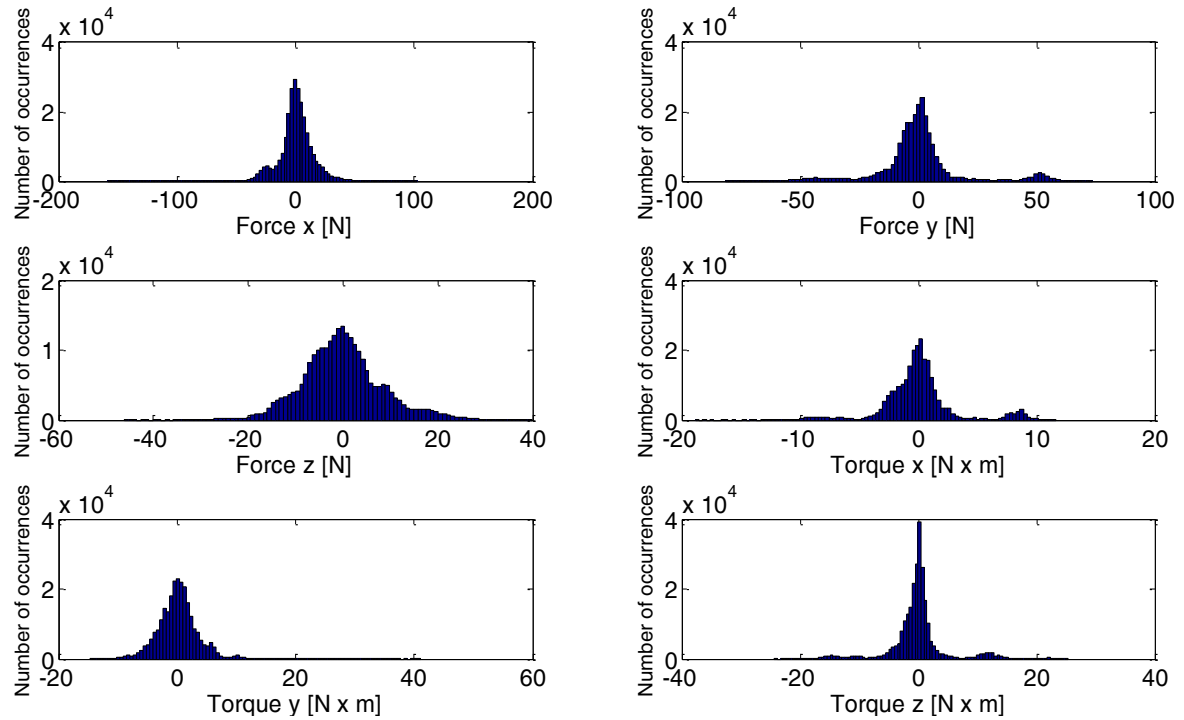 x 10^4
Number of occurrences
4
2
0
-200 -100 0 100 200
Force x [N]
x 10^4
Number of occurrences
4
2
0
-100 -50 0 50 100
Force y [N]
x 10^4
Number of occurrences
2
1
0
-60 -40 -20 0 20 40
Force z [N]
x 10^4
Number of occurrences
4
2
0
-20 -10 0 10 20
Torque x [N x m]
x 10^4
Number of occurrences
4
2
0
-20 0 20 40 60
Torque y [N x m]
x 10^4
Number of occurrences
4
2
0
-40 -20 0 20 40
Torque z [N x m]